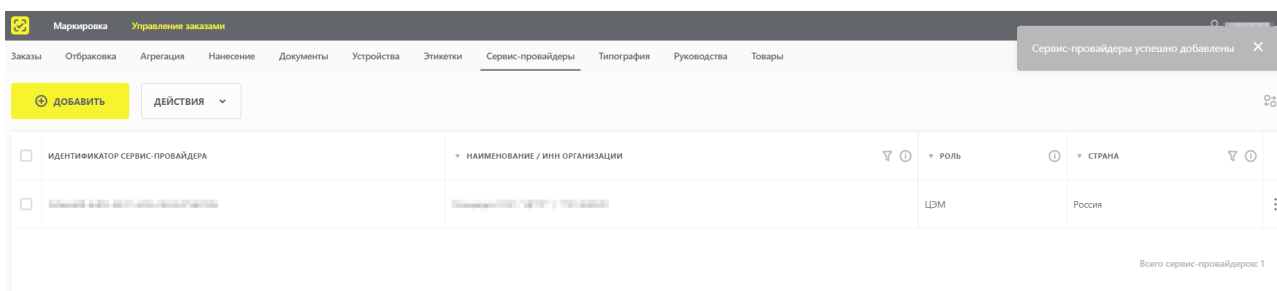 Маркировка Управление заказами
Заказы Отбраковка Агрегация Нанесение Документы Устройства Этикетки Сервис-провайдеры Типография Руководства Товары
Сервис-провайдеры успешно добавлены
ДОБАВИТЬ ДЕЙСТВИЯ
ИДЕНТИФИКАТОР СЕРВИС-ПРОВАЙДЕРА НАИМЕНОВАНИЕ / ИНН ОРГАНИЗАЦИИ РОЛЬ СТРАНА
ЦЭМ Россия
Всего сервис-провайдеров: 1